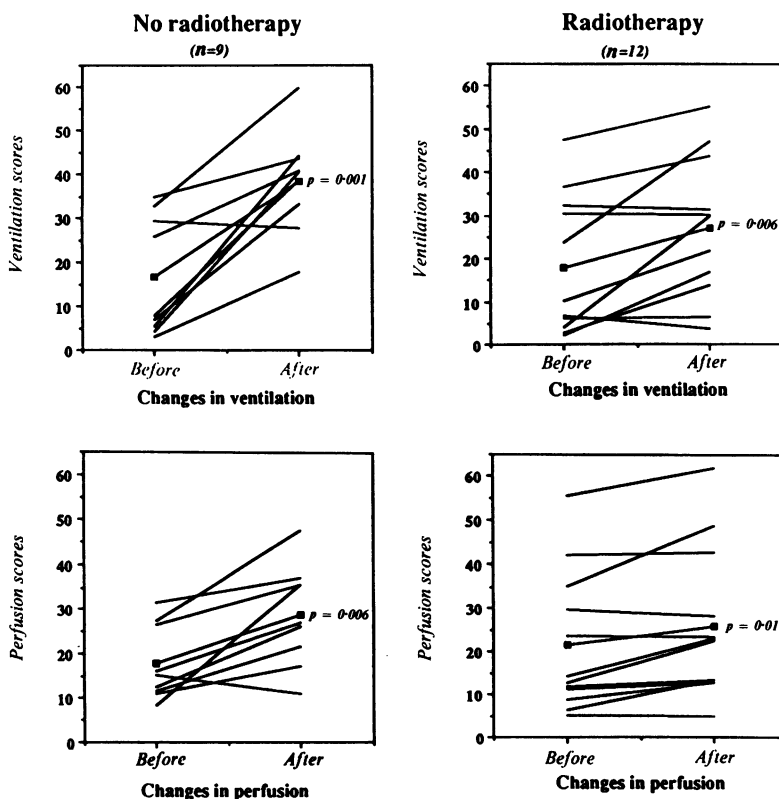 No radiotherapy
(n=9)
Ventilation scores
60
50
40
30
20
10
0
p = 0·001
Before After
Changes in ventilation
Radiotherapy
(n=12)
Ventilation scores
60
50
40
30
20
10
0
p = 0·006
Before After
Changes in ventilation
Perfusion scores
60
50
40
30
20
10
0
p = 0·006
Before After
Changes in perfusion
Perfusion scores
60
50
40
30
20
10
0
p = 0·01
Before After
Changes in perfusion